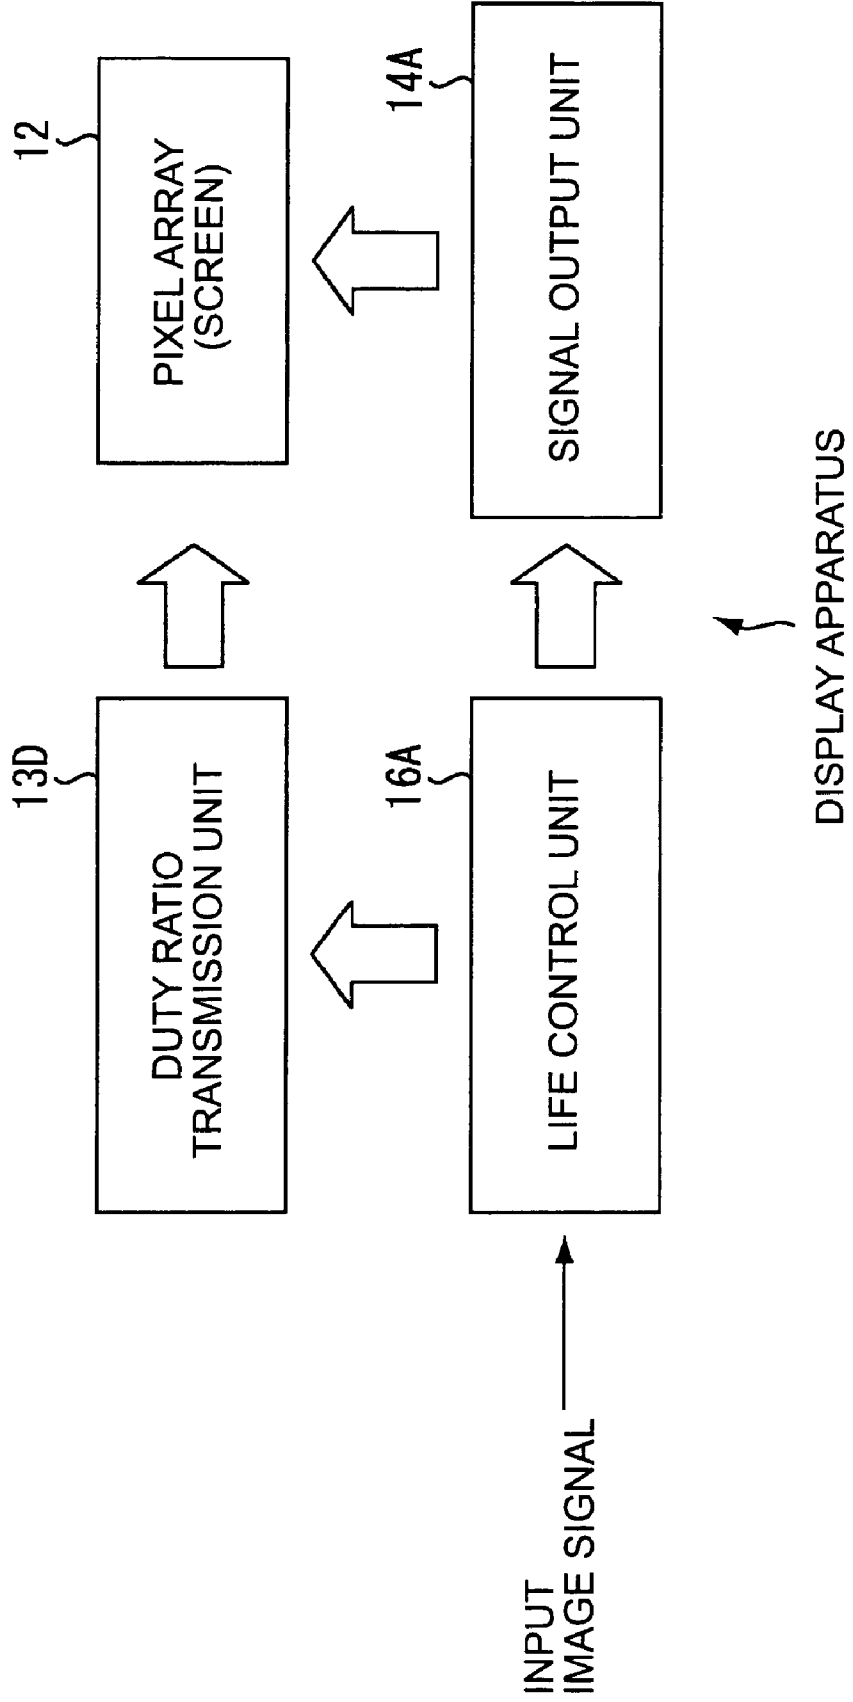 13D
DUTY RATIO
TRANSMISSION UNIT
12
PIXEL ARRAY
(SCREEN)
INPUT
IMAGE SIGNAL
16A
LIFE CONTROL UNIT
14A
SIGNAL OUTPUT UNIT
DISPLAY APPARATUS